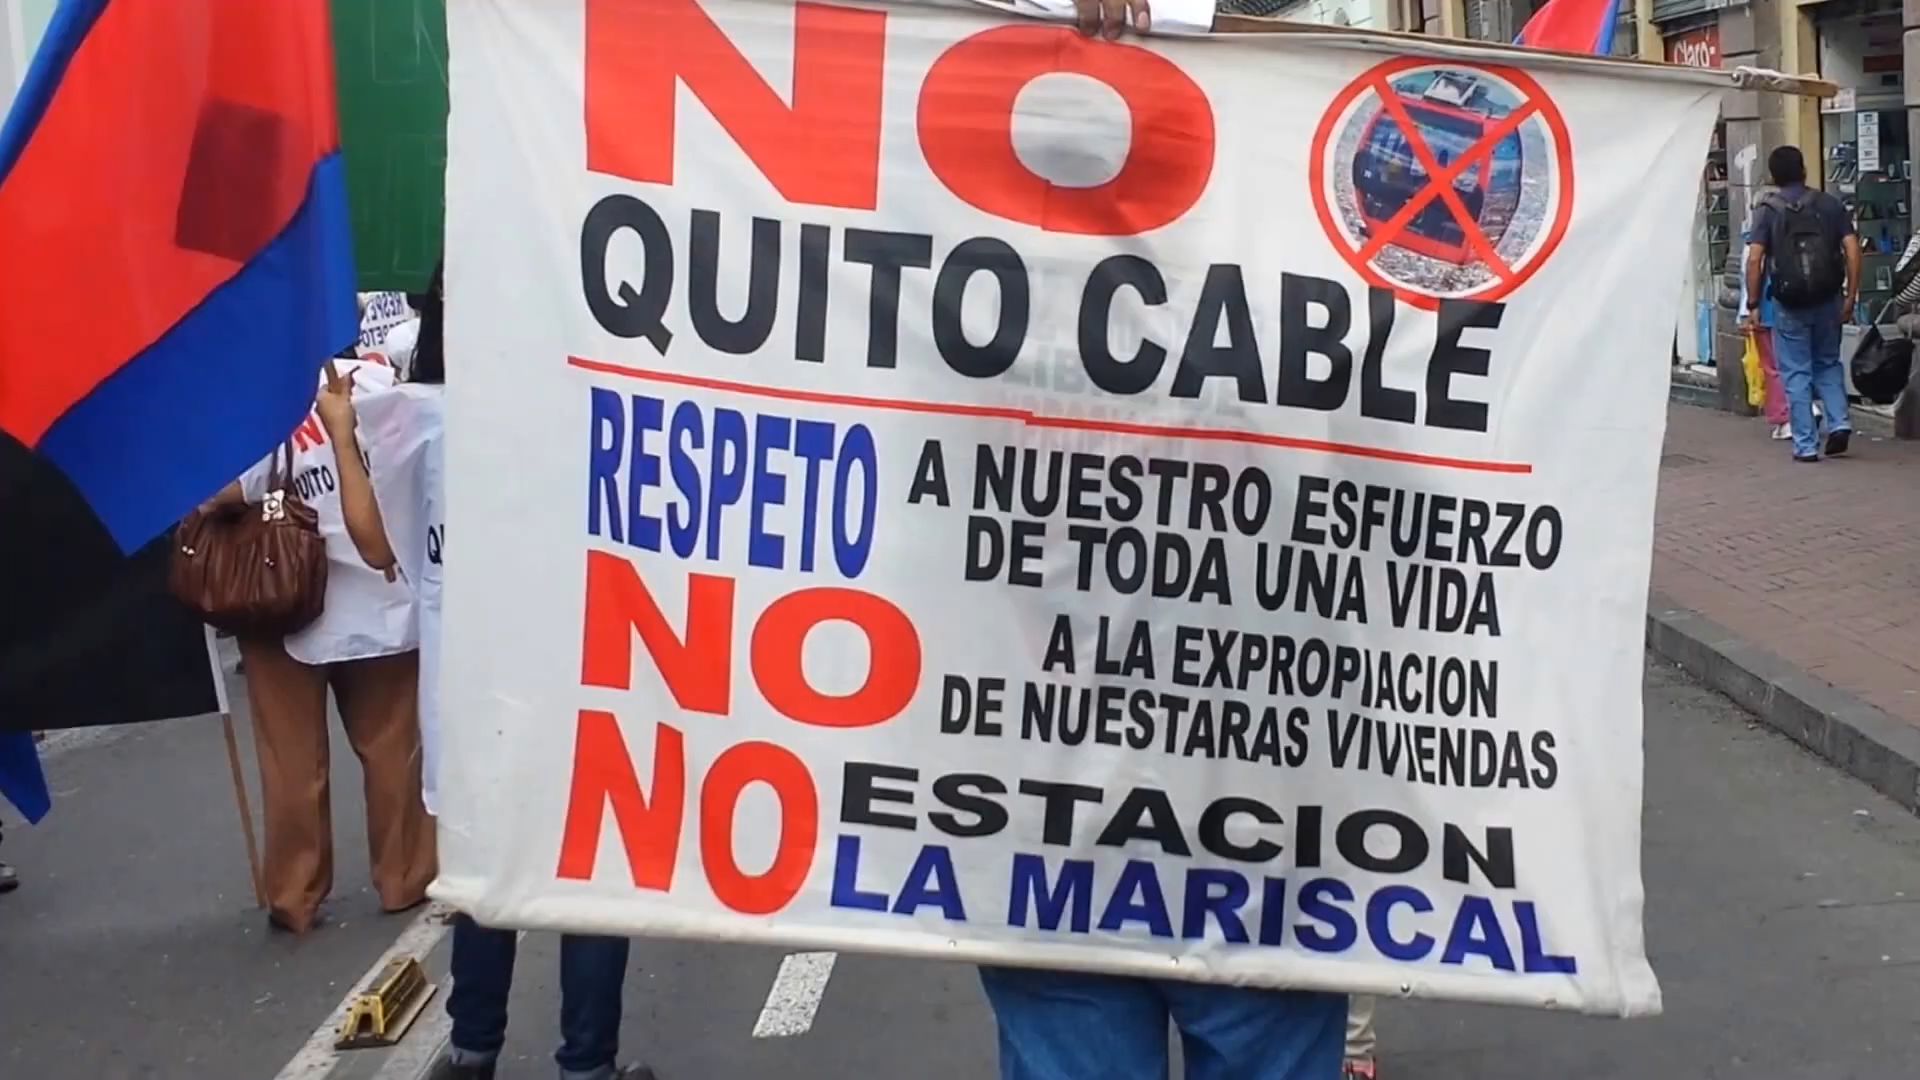 NO
QUITO CABLE
RESPETO A NUESTRO ESFUERZO
DE TODA UNA VIDA
NO A LA EXPROPIACION
DE NUESTARAS VIVIENDAS
NO ESTACION
LA MARISCAL
Claro